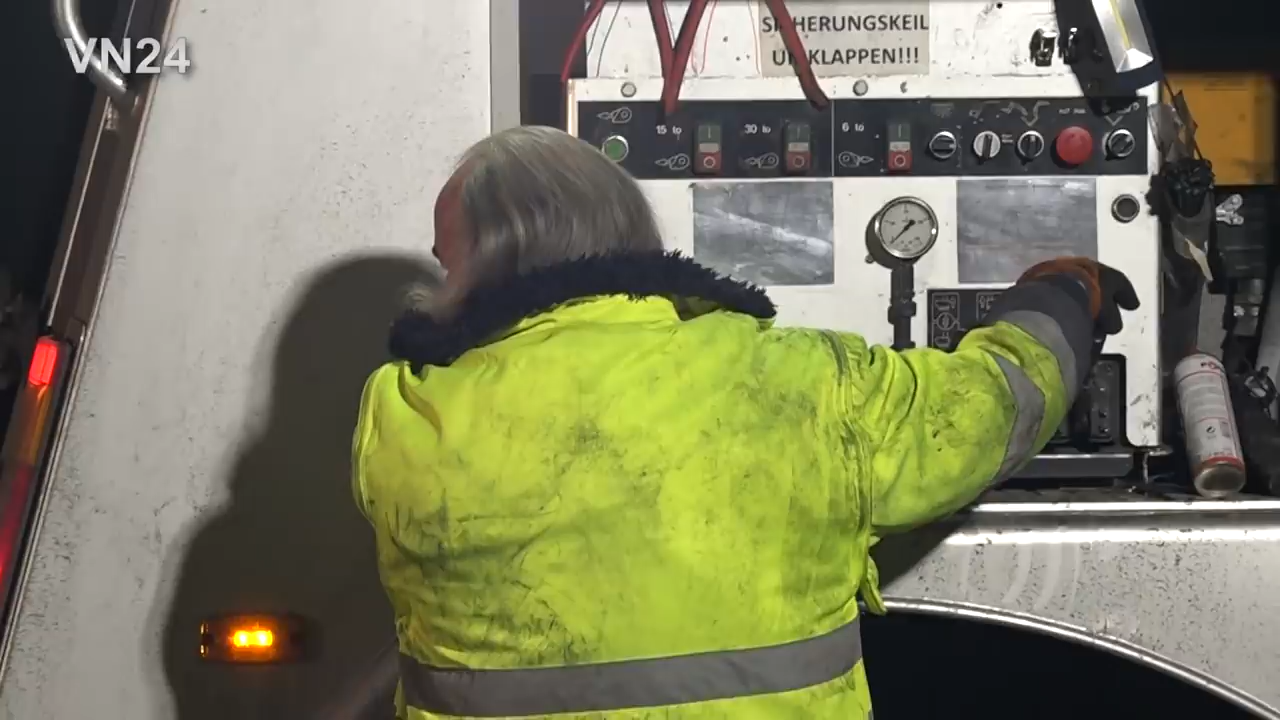 VN24
SICHERUNGSKEIL
UMKLAPPEN!!!
15 to
30 to
6 to